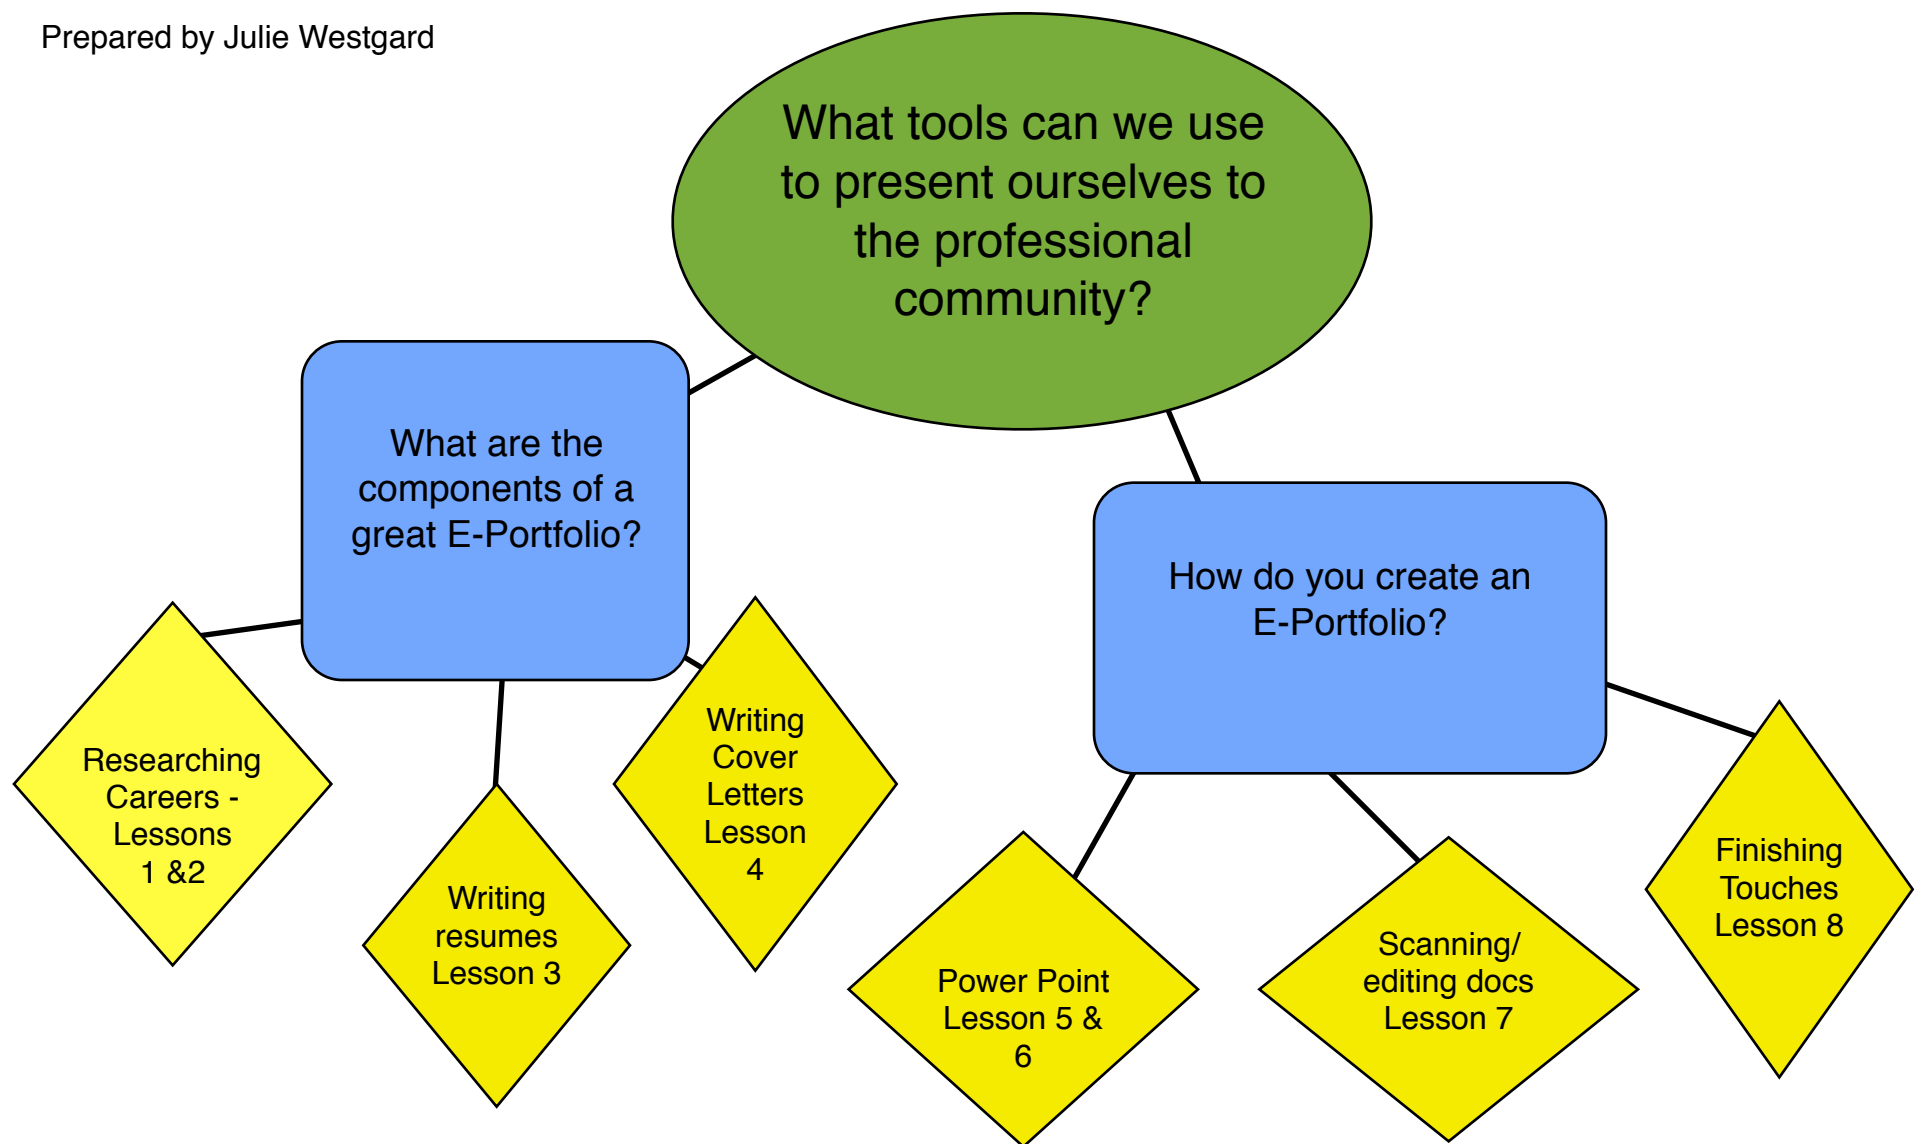 Prepared by Julie Westgard
What tools can we use
to present ourselves to
the professional
community?
What are the
components of a
great E-Portfolio?
How do you create an
E-Portfolio?
Researching
Careers -
Lessons
1 &2
Writing
resumes
Lesson 3
Writing
Cover
Letters
Lesson
4
Power Point
Lesson 5 &
6
Scanning/
editing docs
Lesson 7
Finishing
Touches
Lesson 8